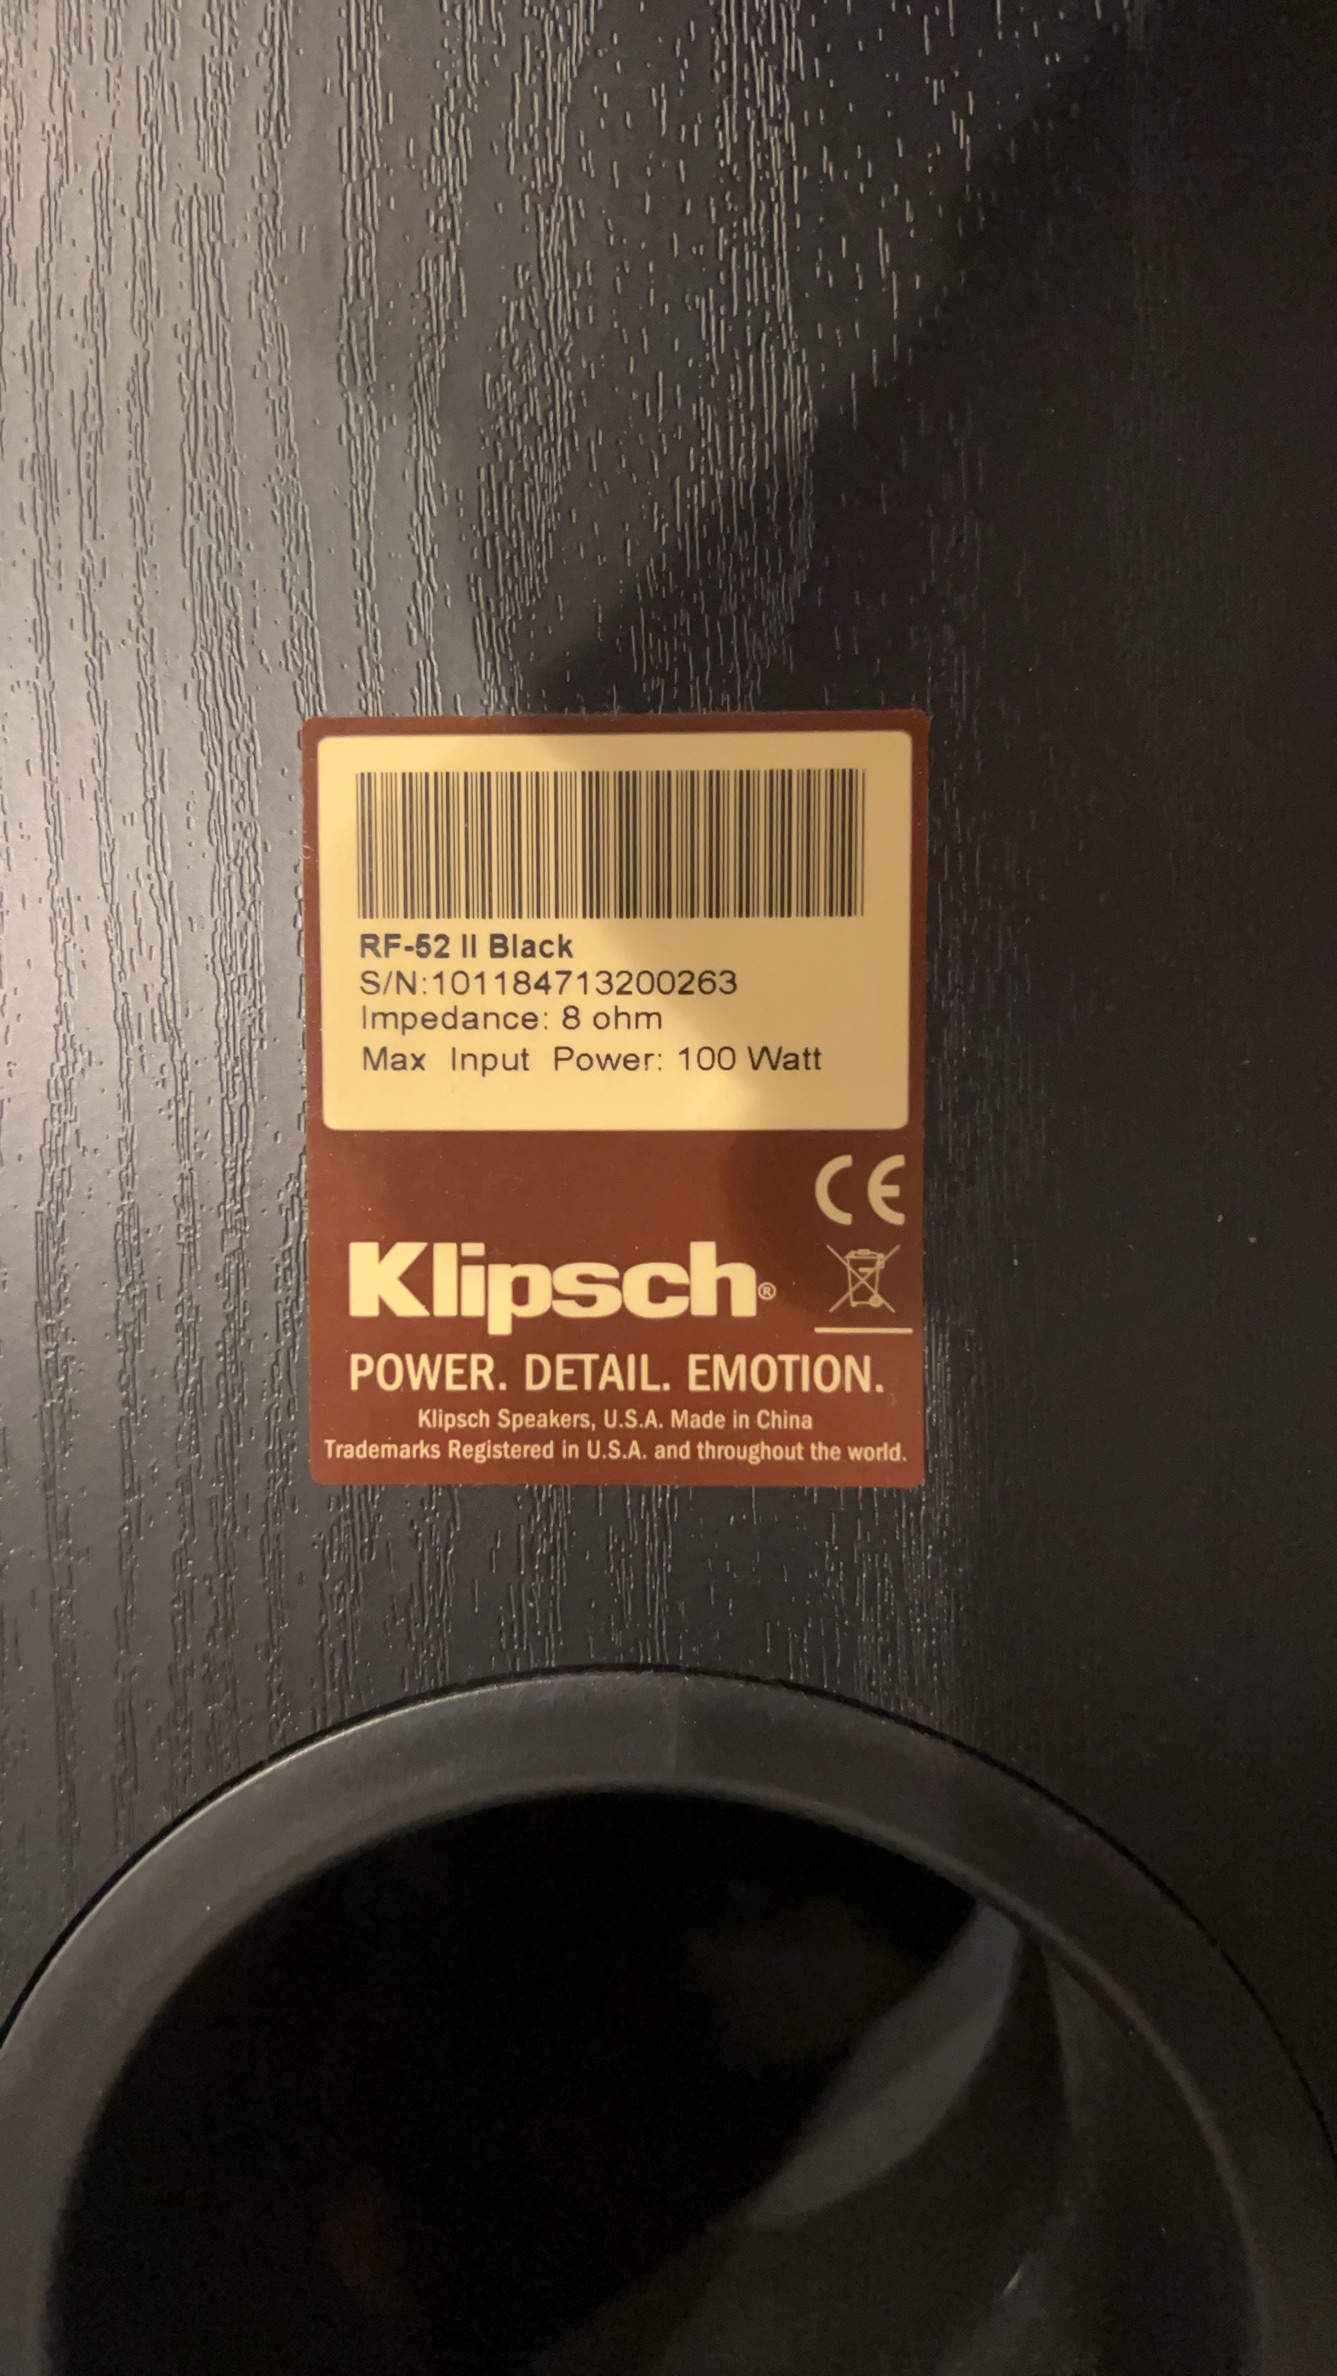 RF-52 II Black
S/N:101184713200263
Impedance: 8 ohm
Max Input Power: 100 Watt
CE
Klipsch®
POWER. DETAIL. EMOTION.
Klipsch Speakers, U.S.A. Made in China
Trademarks Registered in U.S.A. and throughout the world.